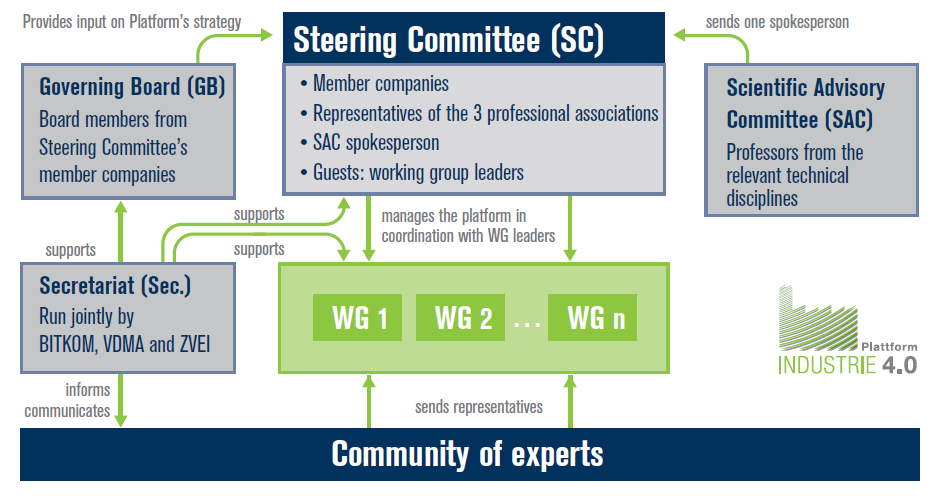 Provides input on Platform's strategy
Steering Committee (SC)
sends one spokesperson
Governing Board (GB)
Board members from
Steering Committee's
member companies
• Member companies
• Representatives of the 3 professional associations
• SAC spokesperson
• Guests: working group leaders
Scientific Advisory
Committee (SAC)
Professors from the
relevant technical
disciplines
supports
supports
supports
manages the platform in
coordination with WG leaders
Secretariat (Sec.)
Run jointly by
BITKOM, VDMA and ZVEI
WG 1
WG 2
...
WG n
Plattform
INDUSTRIE 4.0
informs
communicates
sends representatives
Community of experts